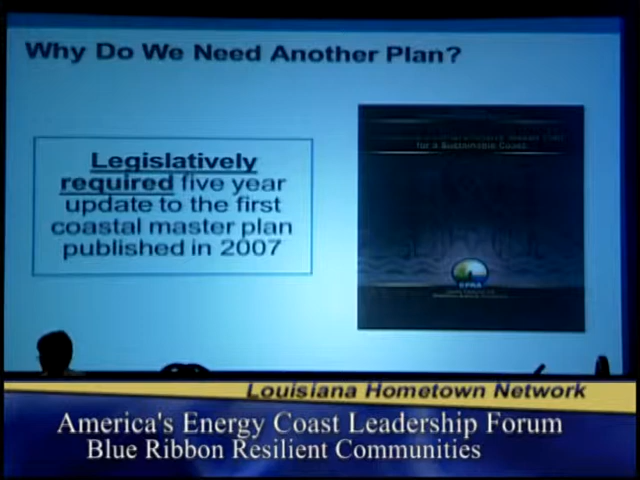 Why Do We Need Another Plan?
Legislatively
required five year
update to the first
coastal master plan
published in 2007
for a Sustainable Coast
CPRA
Louisiana Hometown Network
America's Energy Coast Leadership Forum
Blue Ribbon Resilient Communities